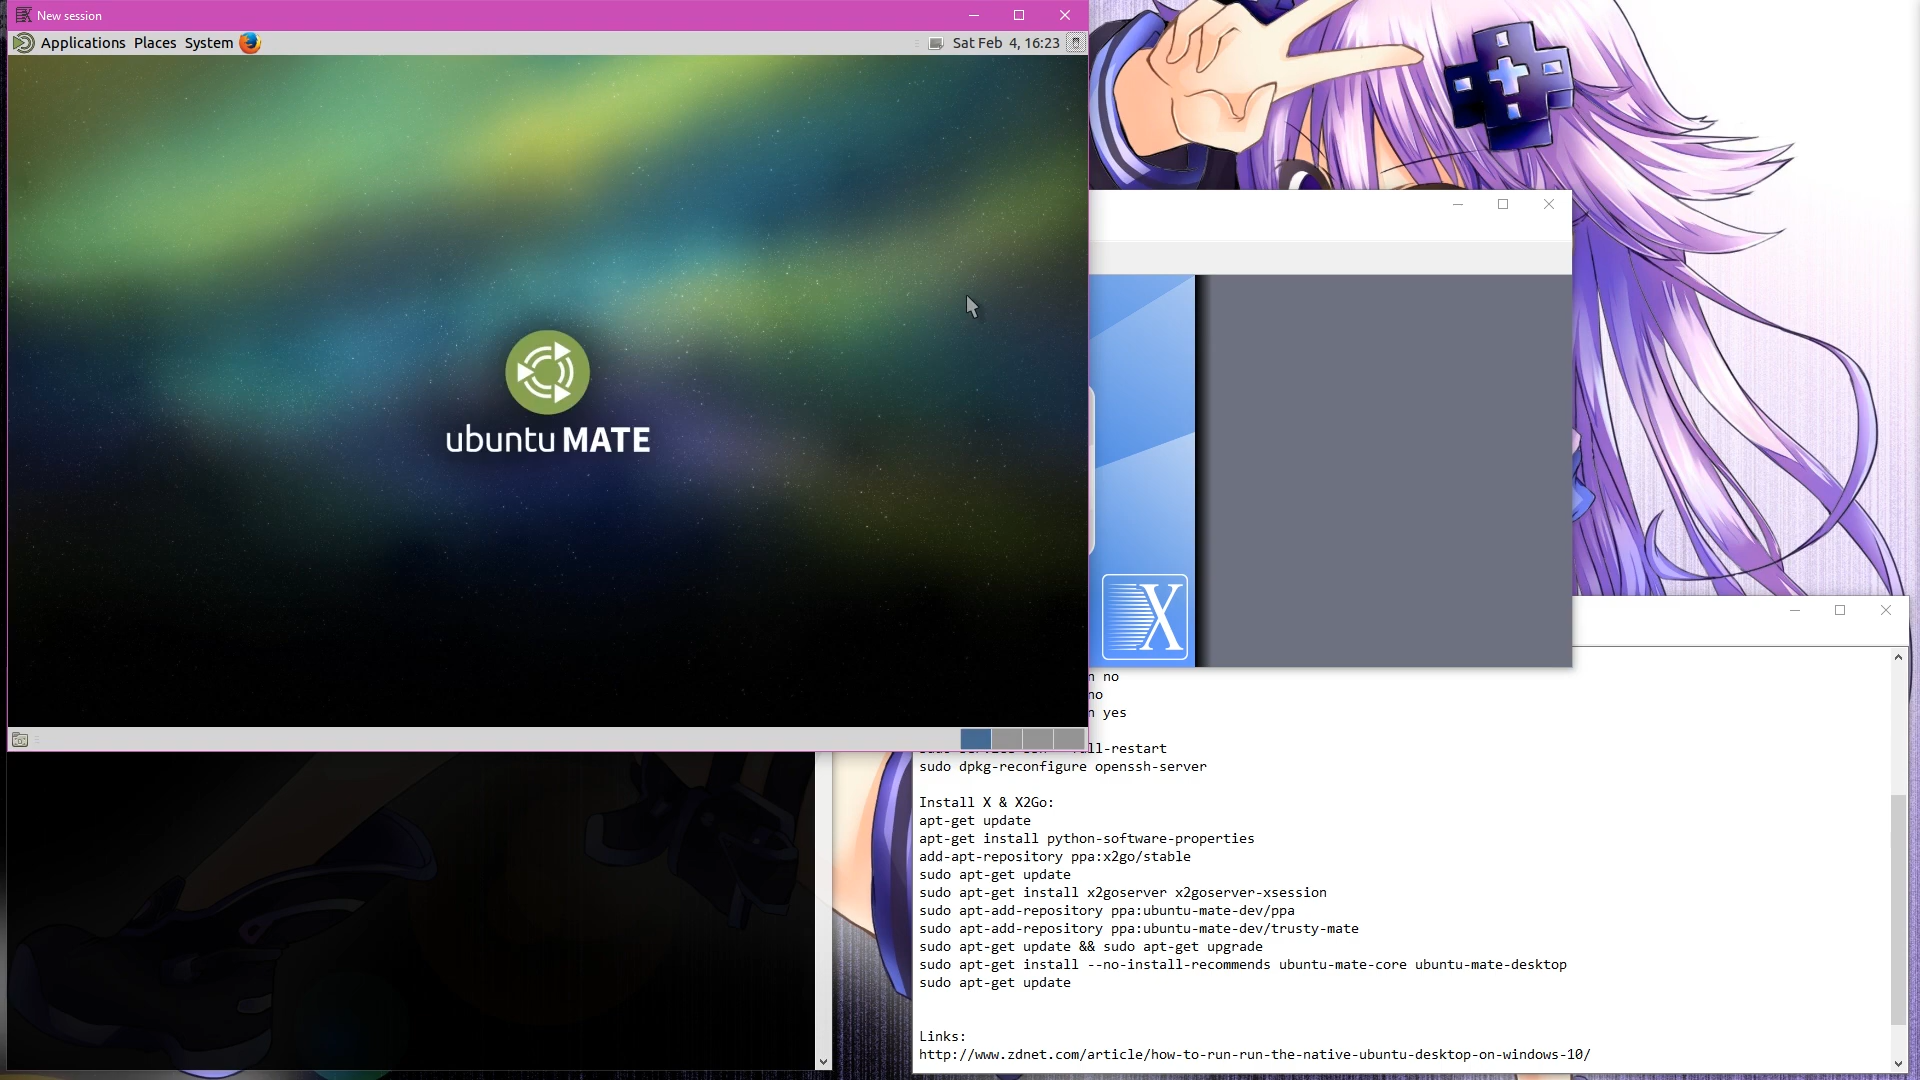 New session
Applications Places System
Sat Feb 4, 16:23
ubuntu MATE
X
no
no
yes
sudo dpkg-reconfigure openssh-server
Install X & X2Go:
apt-get update
apt-get install python-software-properties
add-apt-repository ppa:x2go/stable
sudo apt-get update
sudo apt-get install x2goserver x2goserver-xsession
sudo apt-add-repository ppa:ubuntu-mate-dev/ppa
sudo apt-add-repository ppa:ubuntu-mate-dev/trusty-mate
sudo apt-get update && sudo apt-get upgrade
sudo apt-get install --no-install-recommends ubuntu-mate-core ubuntu-mate-desktop
sudo apt-get update
Links:
http://www.zdnet.com/article/how-to-run-run-the-native-ubuntu-desktop-on-windows-10/